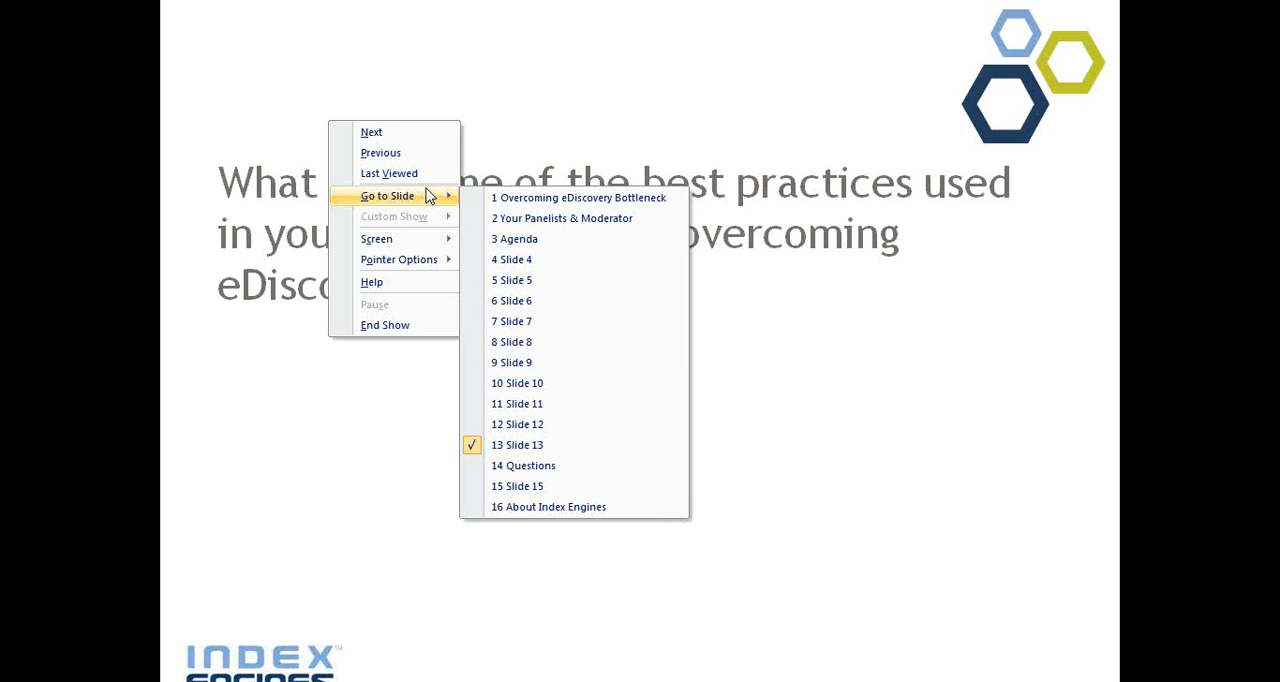 What me of the best practices used
in you overcoming
eDisco
Next
Previous
Last Viewed
Go to Slide
Custom Show
Screen
Pointer Options
Help
Pause
End Show
1 Overcoming eDiscovery Bottleneck
2 Your Panelists & Moderator
3 Agenda
4 Slide 4
5 Slide 5
6 Slide 6
7 Slide 7
8 Slide 8
9 Slide 9
10 Slide 10
11 Slide 11
12 Slide 12
13 Slide 13
14 Questions
15 Slide 15
16 About Index Engines
INDEX™
ENGINES